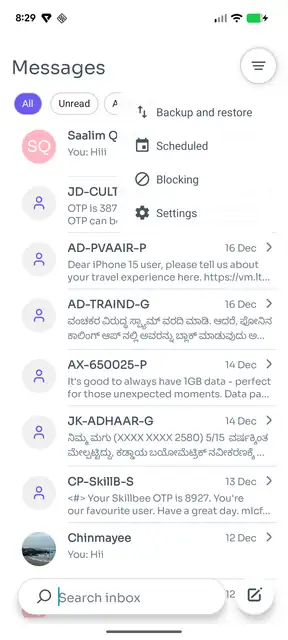 8:29
Messages
All
Unread
A
Backup and restore
Scheduled
Blocking
Settings
SQ
Saalim Q
You: Hiii
JD-CULT
OTP is 387
OTP can b
AD-PVAAIR-P
16 Dec
Dear iPhone 15 user, please tell us about
your travel experience here. https://vm.lt...
AD-TRAIND-G
16 Dec
ವಂಚಕರ ವಿರುದ್ಧ ಸ್ಪ್ಯಾಮ್ ವರದಿ ಮಾಡಿ. ಆದರೆ, ಫೋನಿನ
ಕಾಲಿಂಗ್ ಆಪ್ ನಲ್ಲಿ ಅವರನ್ನು ಬ್ಲಾಕ್ ಮಾಡುವುದು ಅ...
AX-650025-P
14 Dec
It's good to always have 1GB data - perfect
for those unexpected moments. Data pa...
JK-ADHAAR-G
14 Dec
ನಿಮ್ಮ ಮಗು (XXXX XXXX 2580) 5/15 ವರ್ಷಕ್ಕಿಂತ
ಮೇಲ್ಪಟ್ಟಿದ್ದು, ಕಡ್ಡಾಯ ಬಯೋಮೆಟ್ರಿಕ್ ನವೀಕರಣಕ್ಕೆ ...
CP-SkillB-S
13 Dec
<#> Your Skillbee OTP is 8927. You're
our favourite user. Have a great day. mIcf...
Chinmayee
12 Dec
You: Hii
Search inbox
12